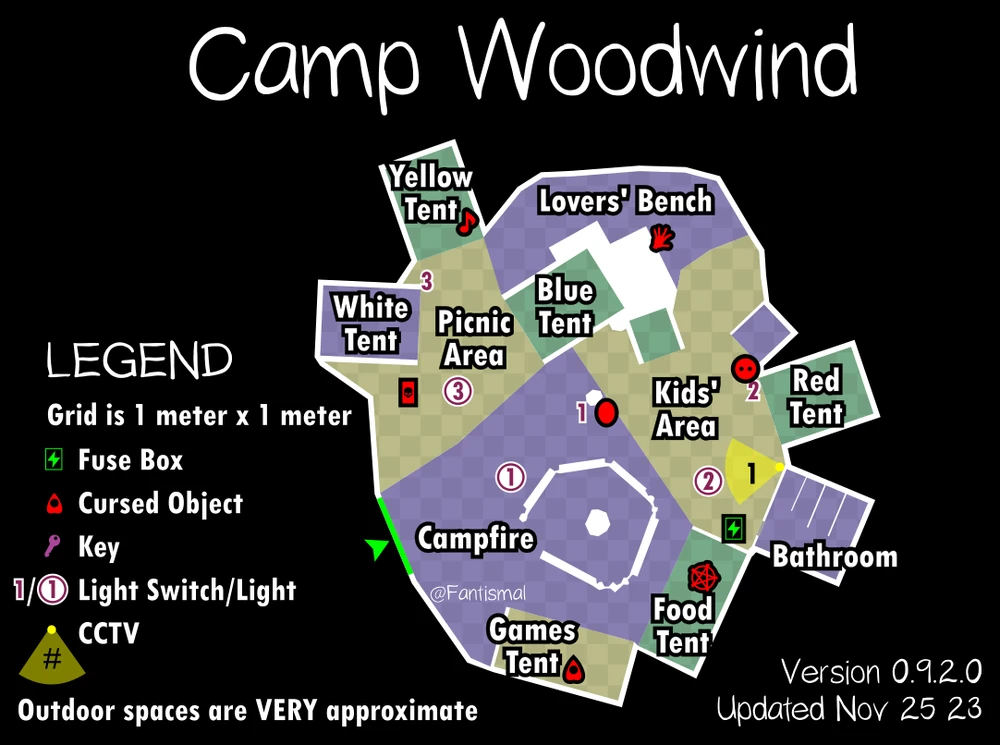 Camp Woodwind
Yellow
Tent
Lovers' Bench
3
White
Tent
Picnic
Area
Blue
Tent
3
1
Kids'
Area
2
Red
Tent
1
2
1
Campfire
Bathroom
@Fantismal
Food
Tent
Games
Tent
LEGEND
Grid is 1 meter x 1 meter
Fuse Box
Cursed Object
Key
1/1 Light Switch/Light
# CCTV
Outdoor spaces are VERY approximate
Version 0.9.2.0
Updated Nov 25 23